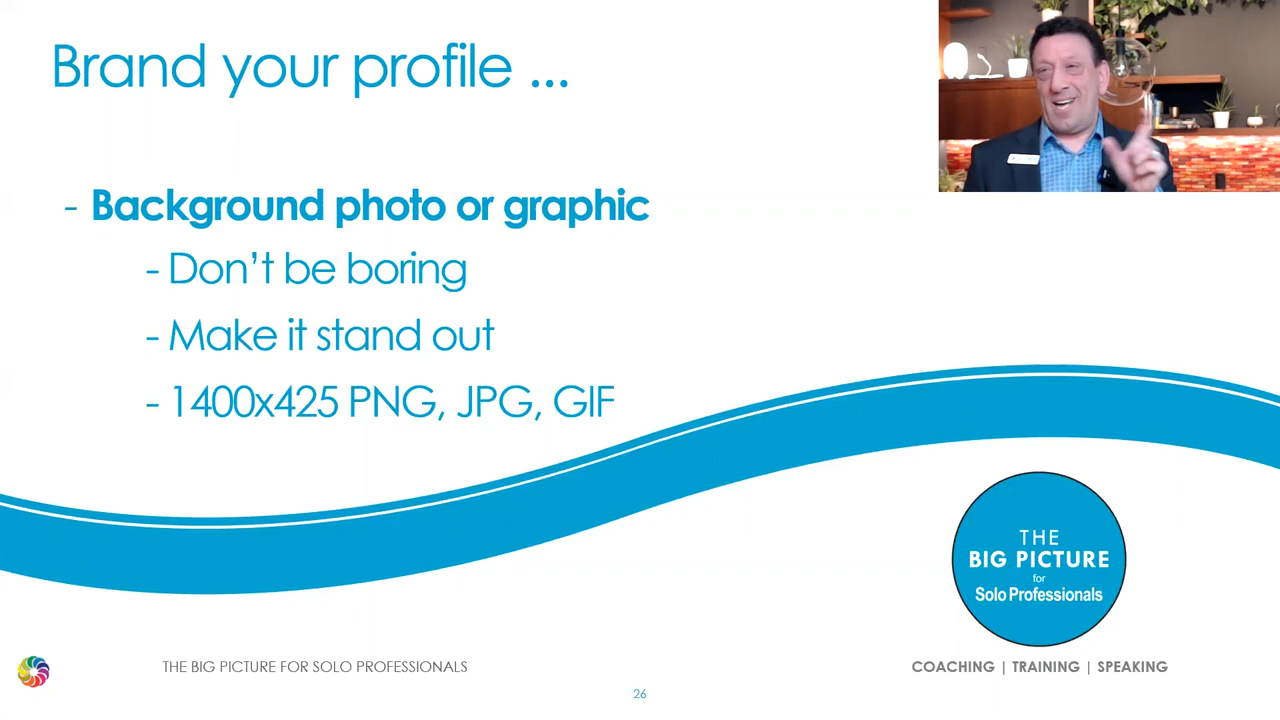 Brand your profile ...
- Background photo or graphic
- Don’t be boring
- Make it stand out
- 1400x425 PNG, JPG, GIF
THE
BIG PICTURE
for
Solo Professionals
THE BIG PICTURE FOR SOLO PROFESSIONALS
COACHING | TRAINING | SPEAKING
26